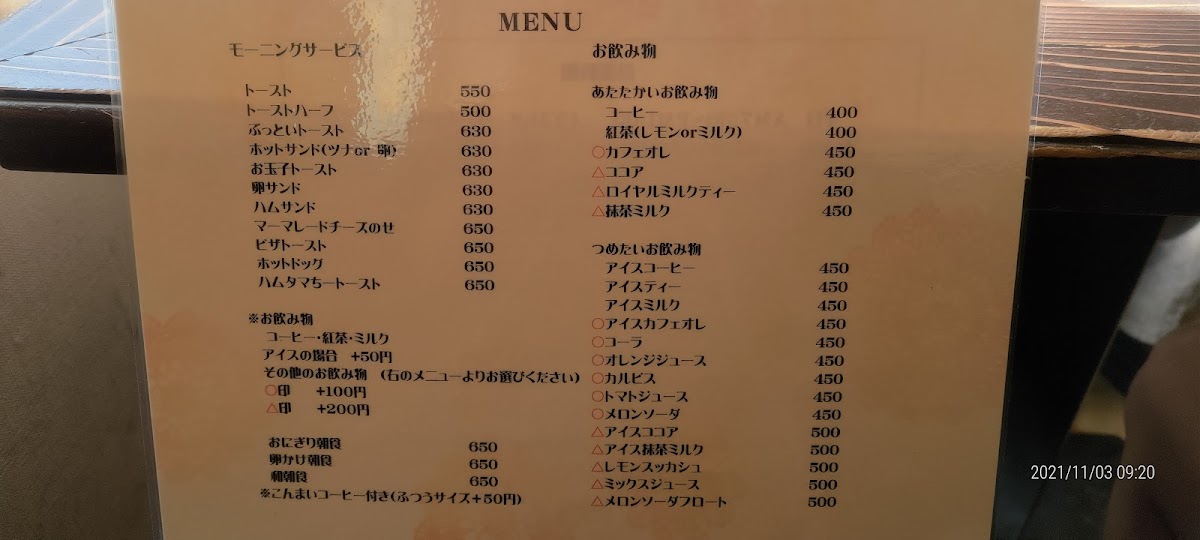 MENU
モーニングサービス
トースト 550
トーストハーフ 500
ぶっといトースト 630
ホットサンド(ツナor 卵) 630
お玉子トースト 630
卵サンド 630
ハムサンド 630
マーマレードチーズのせ 650
ピザトースト 650
ホットドッグ 650
ハムタマちートースト 650
※お飲み物
コーヒー・紅茶・ミルク
アイスの場合 +50円
その他のお飲み物 (右のメニューよりお選びください)
○印 +100円
△印 +200円
おにぎり朝食 650
卵かけ朝食 650
和朝食 650
※こんまいコーヒー付き(ふつうサイズ+50円)
お飲み物
あたたかいお飲み物
コーヒー 400
紅茶(レモンorミルク) 400
○カフェオレ 450
△ココア 450
△ロイヤルミルクティー 450
△抹茶ミルク 450
つめたいお飲み物
アイスコーヒー 450
アイスティー 450
アイスミルク 450
○アイスカフェオレ 450
○コーラ 450
○オレンジジュース 450
○カルピス 450
○トマトジュース 450
○メロンソーダ 450
△アイスココア 500
△アイス抹茶ミルク 500
△レモンスッカシュ 500
△ミックスジュース 500
△メロンソーダフロート 500
2021/11/03 09:20